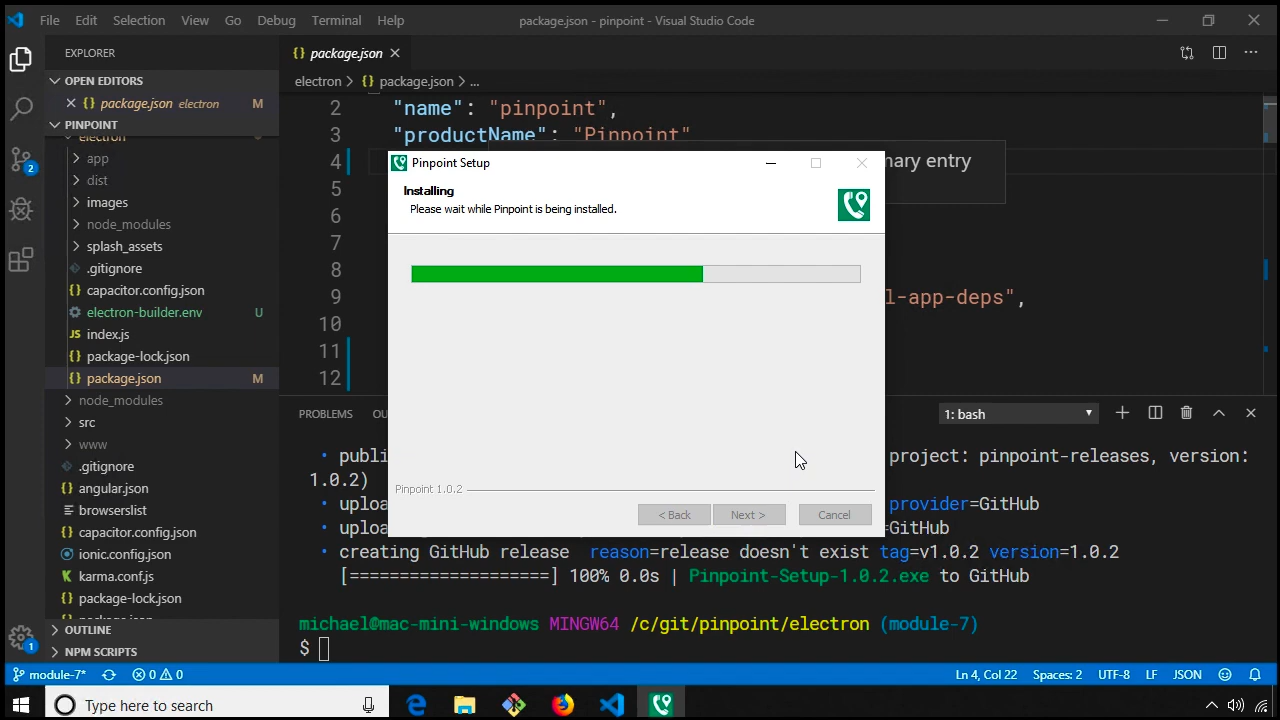 File Edit Selection View Go Debug Terminal Help
package.json - pinpoint - Visual Studio Code
EXPLORER
OPEN EDITORS
package.json electron M
PINPOINT
electron
app
dist
images
node_modules
splash_assets
.gitignore
capacitor.config.json
electron-builder.env U
JS index.js
package-lock.json
package.json M
node_modules
src
www
.gitignore
angular.json
browserslist
capacitor.config.json
ionic.config.json
karma.conf.js
package-lock.json
OUTLINE
NPM SCRIPTS
2
1
{} package.json
electron > {} package.json > ...
2 "name": "pinpoint",
3 "productName": "Pinpoint"
4
mary entry
5
6
7
8
9 l-app-deps",
10
11
12
Pinpoint Setup
Installing
Please wait while Pinpoint is being installed.
Pinpoint 1.0.2
< Back Next > Cancel
PROBLEMS OU
1: bash
• publi project: pinpoint-releases, version:
1.0.2)
• uploa provider=GitHub
• uploa =GitHub
• creating GitHub release reason=release doesn't exist tag=v1.0.2 version=1.0.2
[====================] 100% 0.0s | Pinpoint-Setup-1.0.2.exe to GitHub
michael@mac-mini-windows MINGW64 /c/git/pinpoint/electron (module-7)
$
module-7* 0 0 Ln 4, Col 22 Spaces: 2 UTF-8 LF JSON
Type here to search